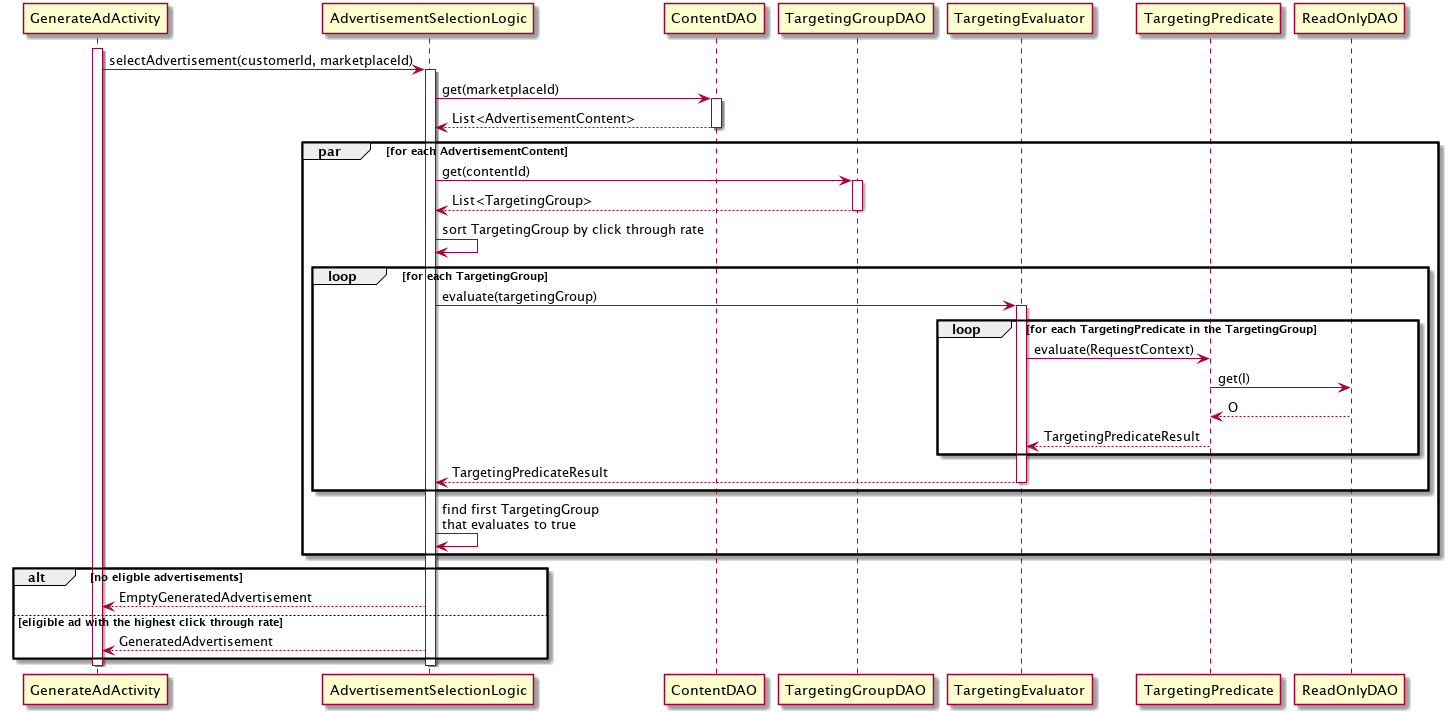 GenerateAdActivity
AdvertisementSelectionLogic
ContentDAO
TargetingGroupDAO
TargetingEvaluator
TargetingPredicate
ReadOnlyDAO
selectAdvertisement(customerId, marketplaceId)
get(marketplaceId)
List<AdvertisementContent>
par
[for each AdvertisementContent]
get(contentId)
List<TargetingGroup>
sort TargetingGroup by click through rate
loop
[for each TargetingGroup]
evaluate(targetingGroup)
loop
[for each TargetingPredicate in the TargetingGroup]
evaluate(RequestContext)
get(I)
O
TargetingPredicateResult
TargetingPredicateResult
find first TargetingGroup
that evaluates to true
alt
[no eligble advertisements]
EmptyGeneratedAdvertisement
[eligible ad with the highest click through rate]
GeneratedAdvertisement
GenerateAdActivity
AdvertisementSelectionLogic
ContentDAO
TargetingGroupDAO
TargetingEvaluator
TargetingPredicate
ReadOnlyDAO